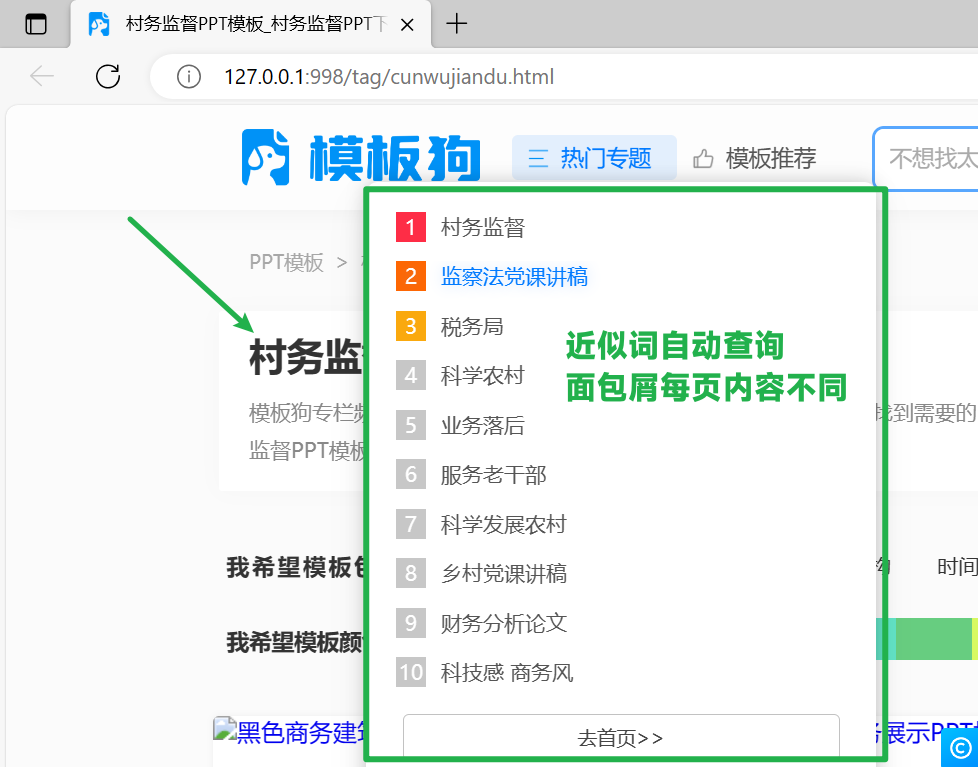 村务监督PPT模板_村务监督PPT下
127.0.0.1:998/tag/cunwujiandu.html
模板狗
热门专题
模板推荐
不想找太
1 村务监督
PPT模板 >
2 监察法党课讲稿
3 税务局
近似词自动查询
村务监
4 科学农村
面包屑每页内容不同
模板狗专栏
找到需要的
5 业务落后
监督PPT模板
6 服务老干部
7 科学发展农村
我希望模板
8 乡村党课讲稿
时间
9 财务分析论文
我希望模板颜
10 科技感 商务风
黑色商务建
去首页>>
务展示PPT